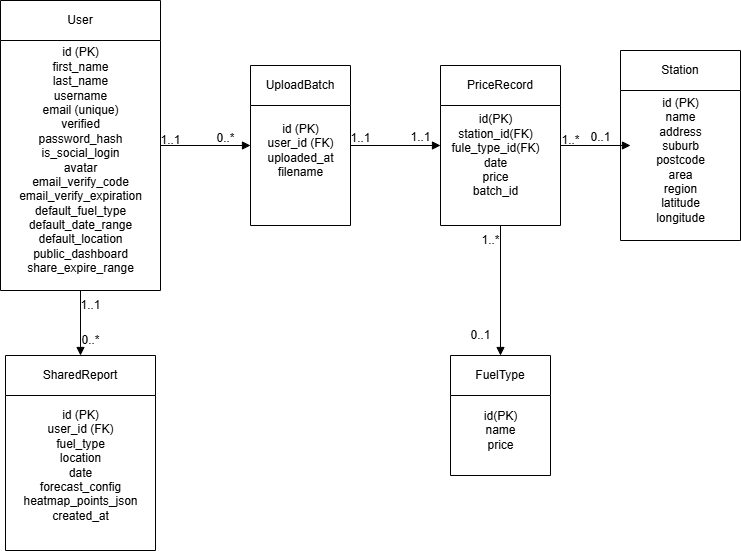 User
id (PK)
first_name
last_name
username
email (unique)
verified
password_hash
is_social_login
avatar
email_verify_code
email_verify_expiration
default_fuel_type
default_date_range
default_location
public_dashboard
share_expire_range
1..1
0..*
UploadBatch
id (PK)
user_id (FK)
uploaded_at
filename
1..1
1..1
PriceRecord
id(PK)
station_id(FK)
fule_type_id(FK)
date
price
batch_id
1..*
0..1
Station
id (PK)
name
address
suburb
postcode
area
region
latitude
longitude
1..1
0..*
SharedReport
id (PK)
user_id (FK)
fuel_type
location
date
forecast_config
heatmap_points_json
created_at
1..*
0..1
FuelType
id(PK)
name
price